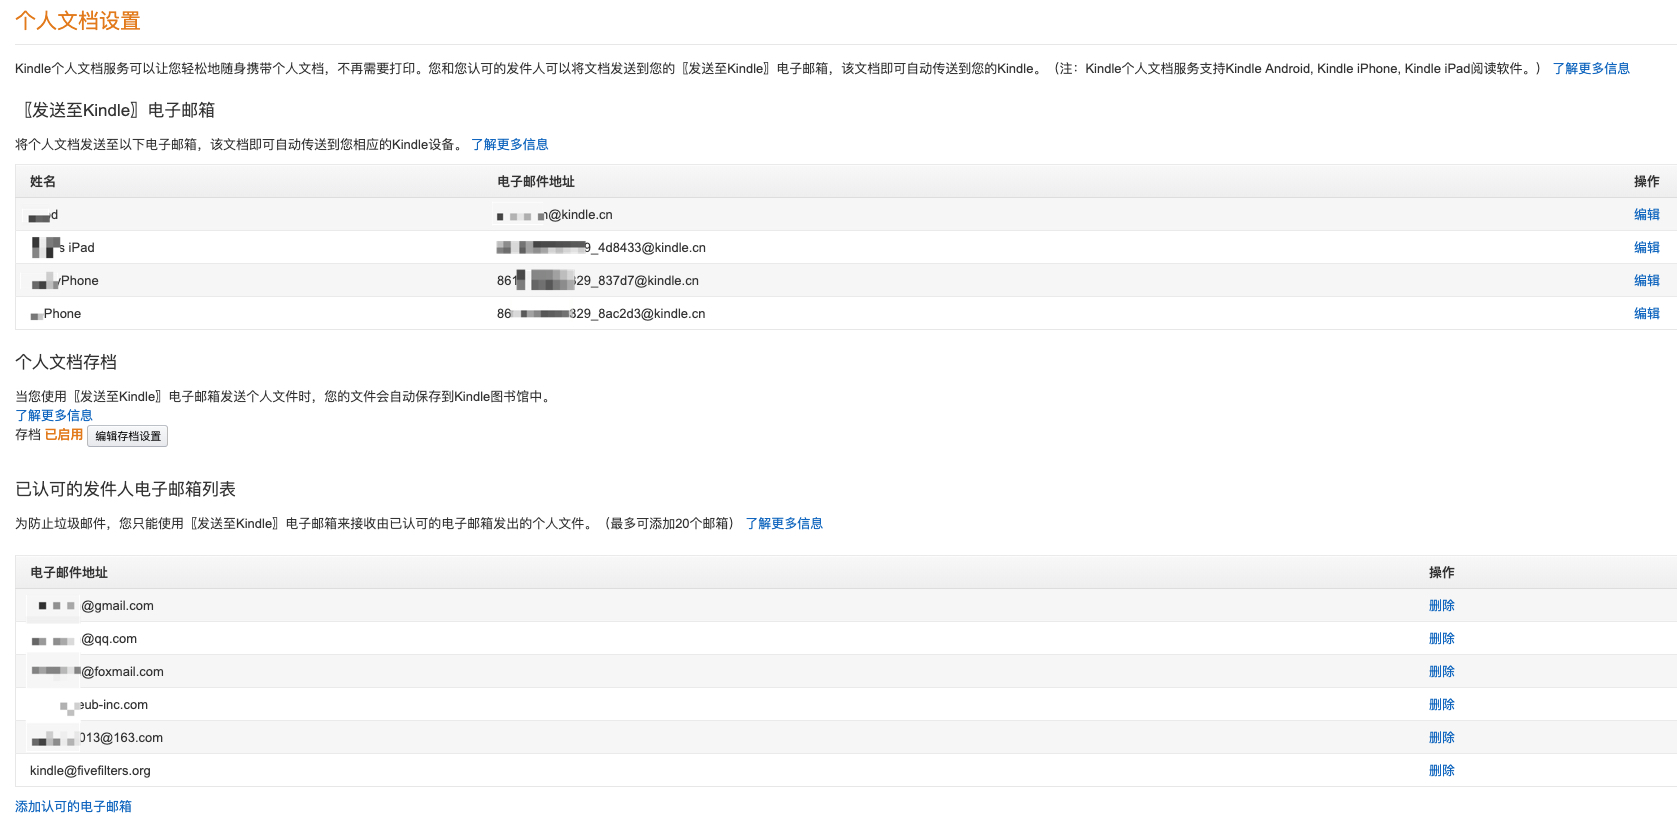 个人文档设置
Kindle个人文档服务可以让您轻松地随身携带个人文档，不再需要打印。您和您认可的发件人可以将文档发送到您的〖发送至Kindle〗电子邮箱，该文档即可自动传送到您的Kindle。（注：Kindle个人文档服务支持Kindle Android, Kindle iPhone, Kindle iPad阅读软件。） 了解更多信息
〖发送至Kindle〗电子邮箱
将个人文档发送至以下电子邮箱，该文档即可自动传送到您相应的Kindle设备。 了解更多信息
姓名 电子邮件地址 操作
@kindle.cn 编辑
iPad 9_4d8433@kindle.cn 编辑
Phone 861 29_837d7@kindle.cn 编辑
Phone 86 329_8ac2d3@kindle.cn 编辑
个人文档存档
当您使用〖发送至Kindle〗电子邮箱发送个人文件时，您的文件会自动保存到Kindle图书馆中。
了解更多信息
存档 已启用 编辑存档设置
已认可的发件人电子邮箱列表
为防止垃圾邮件，您只能使用〖发送至Kindle〗电子邮箱来接收由已认可的电子邮箱发出的个人文件。（最多可添加20个邮箱） 了解更多信息
电子邮件地址 操作
@gmail.com 删除
@qq.com 删除
@foxmail.com 删除
eub-inc.com 删除
013@163.com 删除
kindle@fivefilters.org 删除
添加认可的电子邮箱